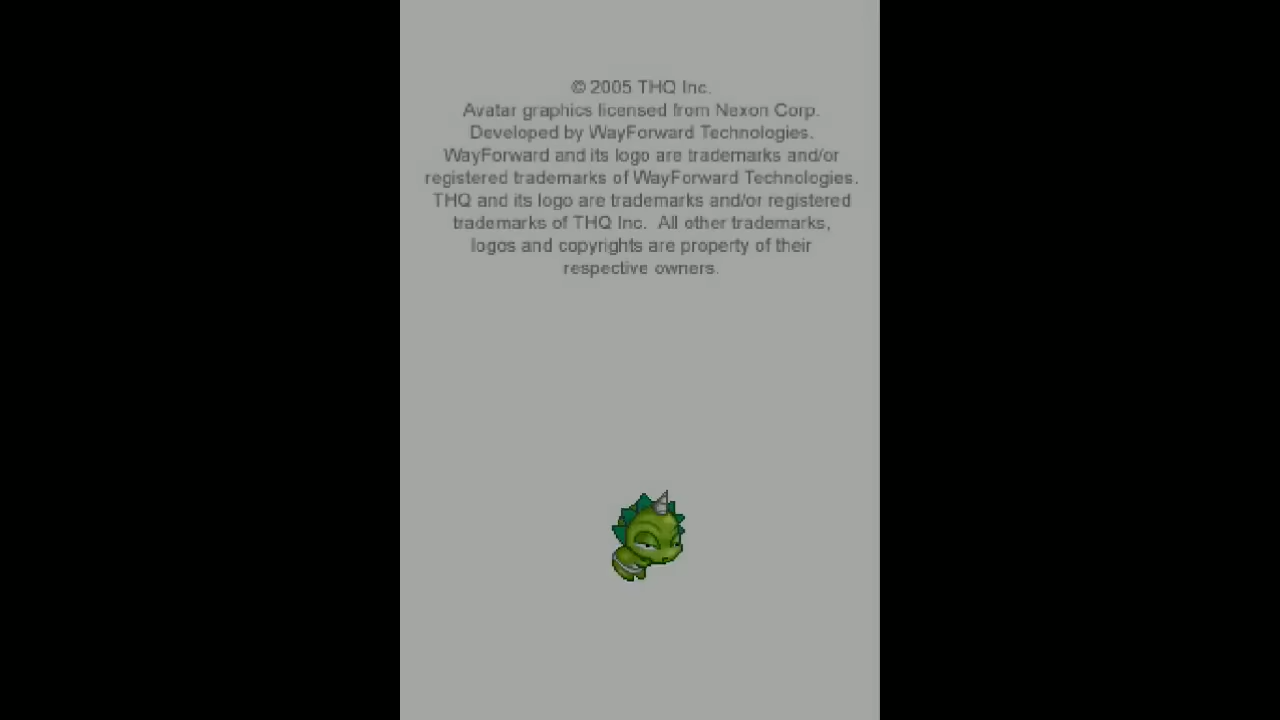 © 2005 THQ Inc.
Avatar graphics licensed from Nexon Corp.
Developed by WayForward Technologies.
WayForward and its logo are trademarks and/or
registered trademarks of WayForward Technologies.
THQ and its logo are trademarks and/or registered
trademarks of THQ Inc.  All other trademarks,
logos and copyrights are property of their
respective owners.